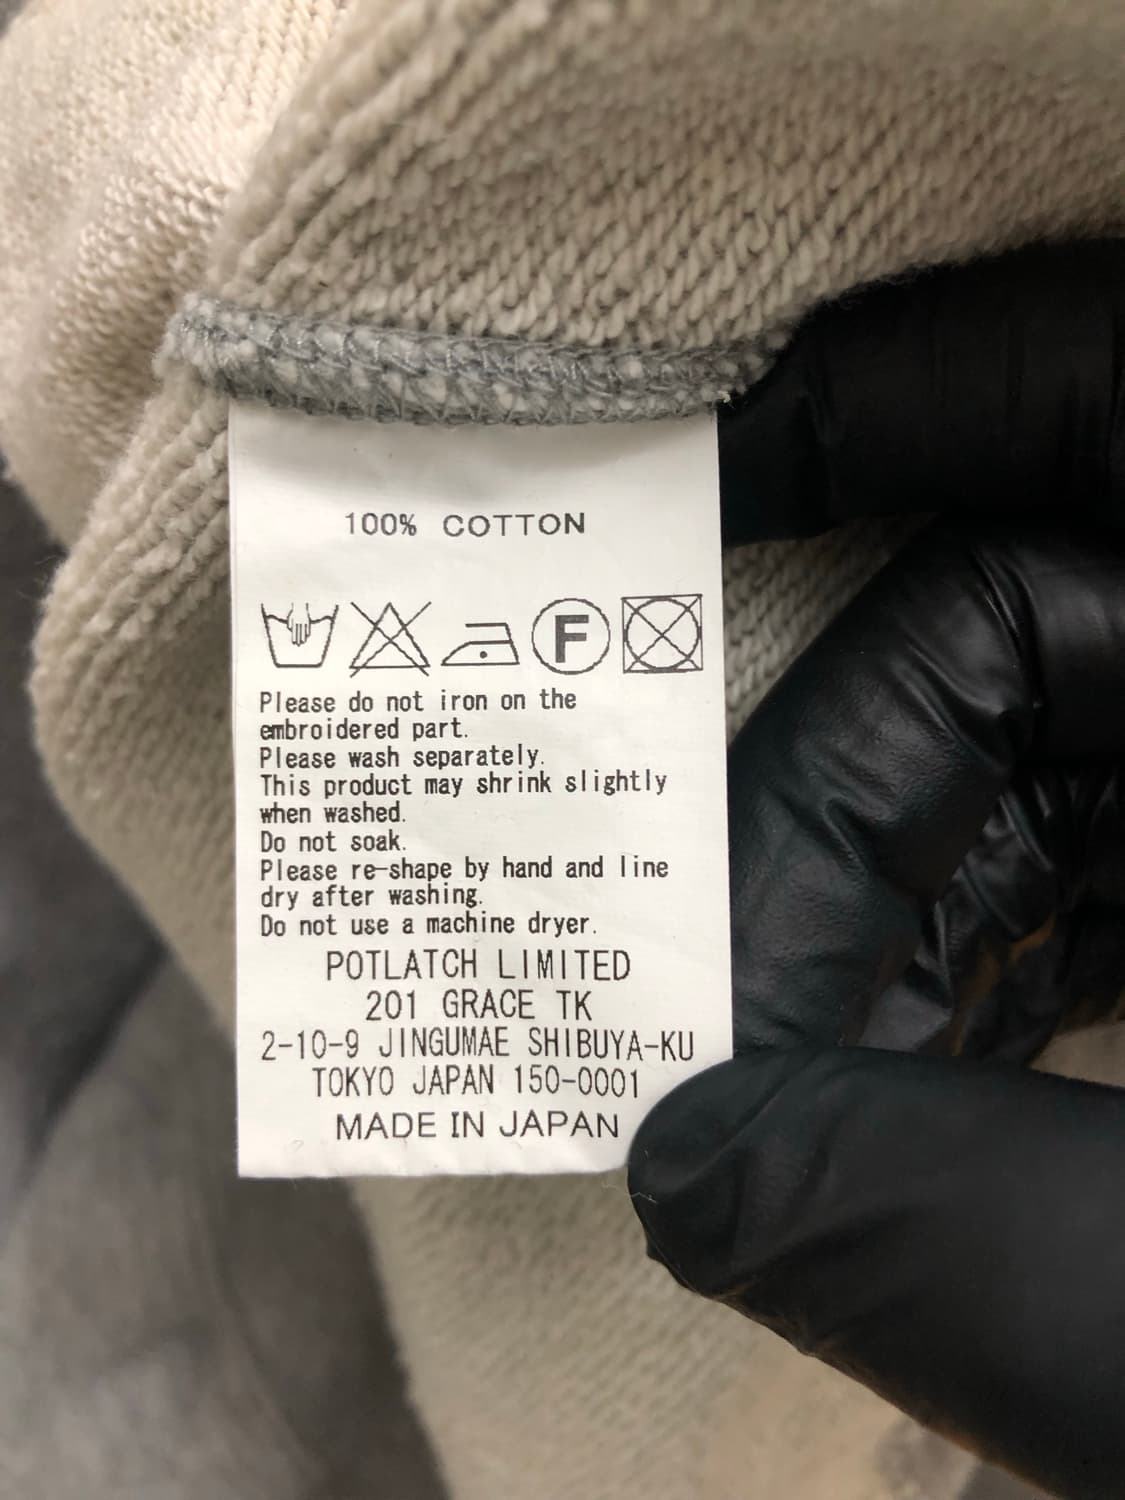 100% COTTON
F
Please do not iron on the
embroidered part.
Please wash separately.
This product may shrink slightly
when washed.
Do not soak.
Please re-shape by hand and line
dry after washing.
Do not use a machine dryer.
POTLATCH LIMITED
201 GRACE TK
2-10-9 JINGUMAE SHIBUYA-KU
TOKYO JAPAN 150-0001
MADE IN JAPAN